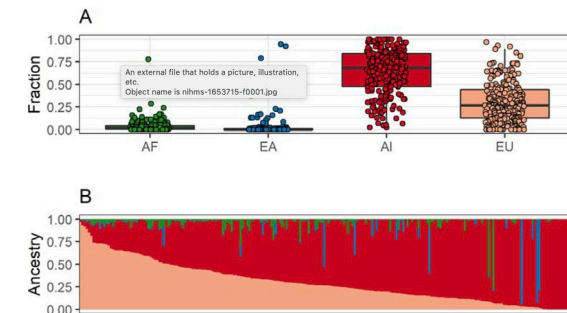 A
Fraction
1.00
0.75
0.50
0.25
0.00
An external file that holds a picture, illustration,
etc.
Object name is nihms-1653715-f0001.jpg
AF EA AI EU
B
Ancestry
1.00
0.75
0.50
0.25
0.00